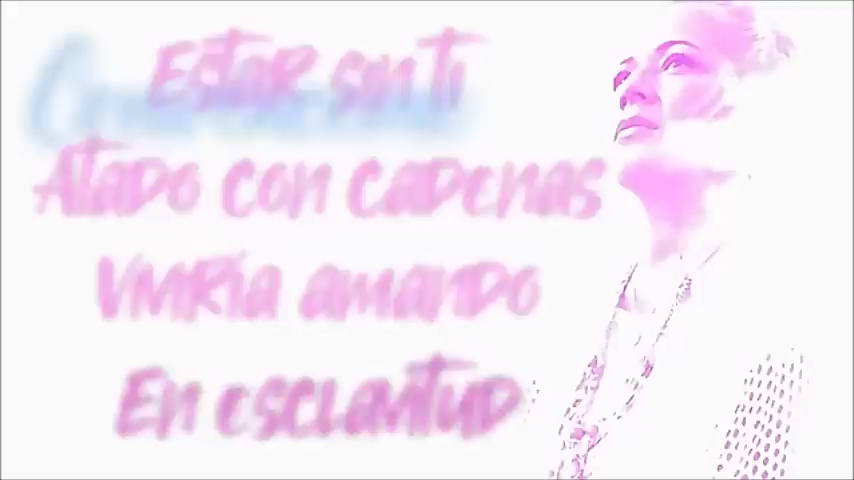 Estar sin ti
Atado con cadenas
Viviría amando
En esclavitud